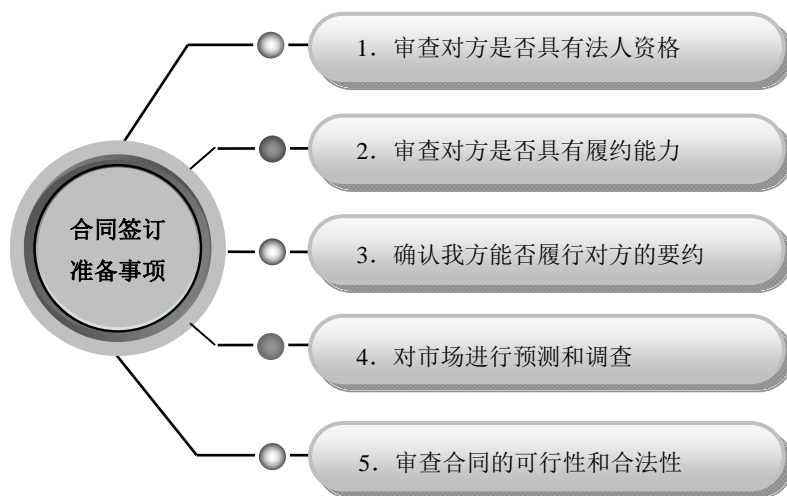 合同签订
准备事项
1．审查对方是否具有法人资格
2．审查对方是否具有履约能力
3．确认我方能否履行对方的要约
4．对市场进行预测和调查
5．审查合同的可行性和合法性